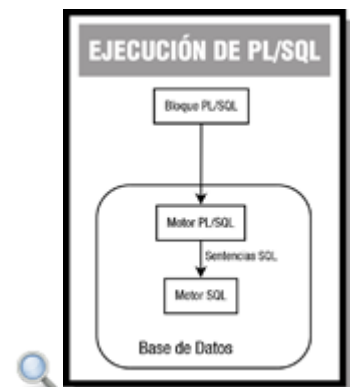 EJECUCIÓN DE PL/SQL
Bloque PL/SQL
Motor PL/SQL
Sentencias SQL
Motor SQL
Base de Datos